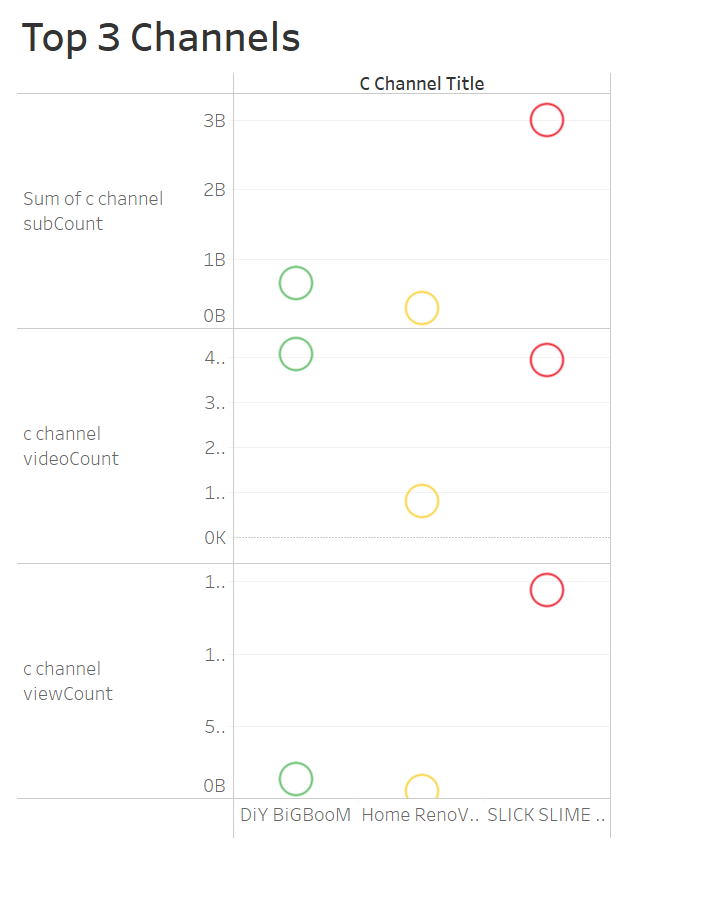 Top 3 Channels
C Channel Title
Sum of c channel
subCount
3B
2B
1B
0B
c channel
videoCount
4..
3..
2..
1..
0K
c channel
viewCount
1..
1..
5..
0B
DiY BiGBooM Home RenoV.. SLICK SLIME ..